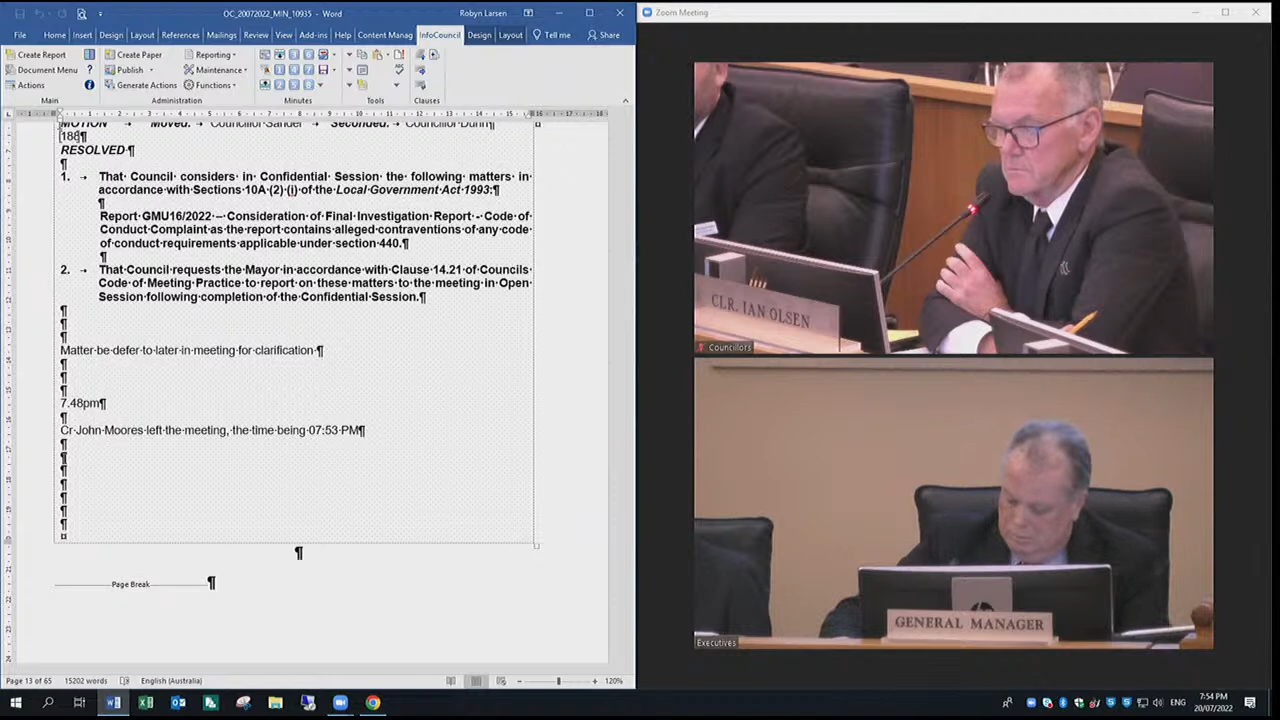 OC_20072022_MIN_10935 - Word
Robyn Larsen
Zoom Meeting
File Home Insert Design Layout References Mailings Review View Add-ins Help Content Manag InfoCouncil Design Layout Tell me Share
Create Report Create Paper Reporting
Document Menu Publish Maintenance
Actions Generate Actions Functions
Main Administration Minutes Tools Clauses
MOTION Moved: Councillor Sander Seconded: Councillor Dunn
188
RESOLVED
1. That Council considers in Confidential Session the following matters in
accordance with Sections 10A (2) (i) of the Local Government Act 1993:
Report GMU16/2022 – Consideration of Final Investigation Report - Code of
Conduct Complaint as the report contains alleged contraventions of any code
of conduct requirements applicable under section 440.
2. That Council requests the Mayor in accordance with Clause 14.21 of Councils
Code of Meeting Practice to report on these matters to the meeting in Open
Session following completion of the Confidential Session.
Matter be defer to later in meeting for clarification
7.48pm
Cr John Moores left the meeting, the time being 07:53 PM
Page Break
Page 13 of 65 15202 words English (Australia) 120%
CLR. IAN OLSEN
Councillors
GENERAL MANAGER
Executives
ENG
7:54 PM
20/07/2022